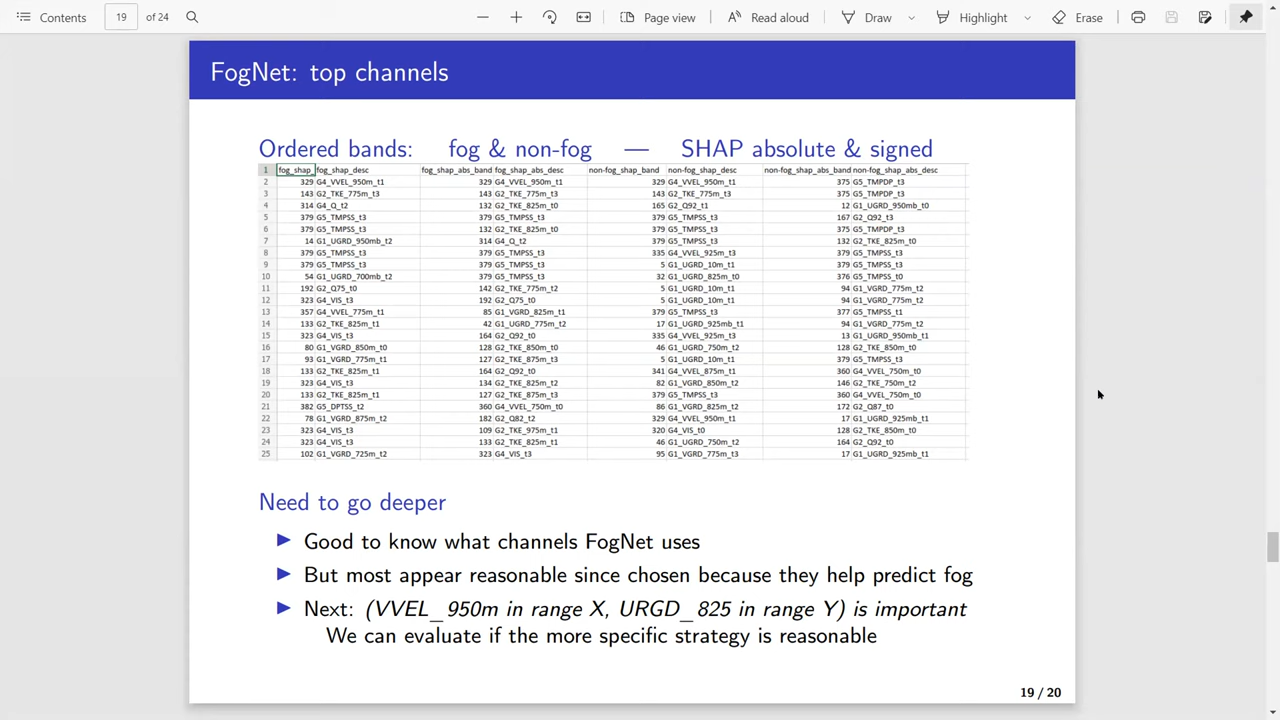 Contents 19 of 24 Page view Read aloud Draw Highlight Erase
FogNet: top channels
Ordered bands: fog & non-fog — SHAP absolute & signed
1 fog_shap_ fog_shap_desc fog_shap_abs_band fog_shap_abs_desc non-fog_shap_band non-fog_shap_desc non-fog_shap_abs_band non-fog_shap_abs_desc
2 329 G4_VVEL_950m_t1 329 G4_VVEL_950m_t1 329 G4_VVEL_950m_t1 375 G5_TMPDP_t3
3 143 G2_TKE_775m_t3 143 G2_TKE_775m_t3 143 G2_TKE_775m_t3 375 G5_TMPDP_t3
4 314 G4_Q_t2 132 G2_TKE_825m_t0 165 G2_Q92_t1 12 G1_UGRD_950mb_t0
5 379 G5_TMPSS_t3 379 G5_TMPSS_t3 379 G5_TMPSS_t3 167 G2_Q92_t3
6 379 G5_TMPSS_t3 132 G2_TKE_825m_t0 379 G5_TMPSS_t3 375 G5_TMPDP_t3
7 14 G1_UGRD_950mb_t2 314 G4_Q_t2 379 G5_TMPSS_t3 132 G2_TKE_825m_t0
8 379 G5_TMPSS_t3 379 G5_TMPSS_t3 335 G4_VVEL_925m_t3 379 G5_TMPSS_t3
9 379 G5_TMPSS_t3 379 G5_TMPSS_t3 5 G1_UGRD_10m_t1 379 G5_TMPSS_t3
10 54 G1_UGRD_700mb_t2 379 G5_TMPSS_t3 32 G1_UGRD_825m_t0 376 G5_TMPSS_t0
11 192 G2_Q75_t0 142 G2_TKE_775m_t2 5 G1_UGRD_10m_t1 94 G1_VGRD_775m_t2
12 323 G4_VIS_t3 192 G2_Q75_t0 5 G1_UGRD_10m_t1 94 G1_VGRD_775m_t2
13 357 G4_VVEL_775m_t1 85 G1_VGRD_825m_t1 379 G5_TMPSS_t3 377 G5_TMPSS_t1
14 133 G2_TKE_825m_t1 42 G1_UGRD_775m_t2 17 G1_UGRD_925mb_t1 94 G1_VGRD_775m_t2
15 323 G4_VIS_t3 164 G2_Q92_t0 335 G4_VVEL_925m_t3 13 G1_UGRD_950mb_t1
16 80 G1_VGRD_850m_t0 128 G2_TKE_850m_t0 46 G1_UGRD_750m_t2 128 G2_TKE_850m_t0
17 93 G1_VGRD_775m_t1 127 G2_TKE_875m_t3 5 G1_UGRD_10m_t1 379 G5_TMPSS_t3
18 133 G2_TKE_825m_t1 164 G2_Q92_t0 341 G4_VVEL_875m_t1 360 G4_VVEL_750m_t0
19 323 G4_VIS_t3 134 G2_TKE_825m_t2 82 G1_VGRD_850m_t2 146 G2_TKE_750m_t2
20 133 G2_TKE_825m_t1 127 G2_TKE_875m_t3 379 G5_TMPSS_t3 360 G4_VVEL_750m_t0
21 382 G5_DPTSS_t2 360 G4_VVEL_750m_t0 86 G1_VGRD_825m_t2 172 G2_Q87_t0
22 78 G1_VGRD_875m_t2 182 G2_Q82_t2 329 G4_VVEL_950m_t1 17 G1_UGRD_925mb_t1
23 323 G4_VIS_t3 109 G2_TKE_975m_t1 320 G4_VIS_t0 128 G2_TKE_850m_t0
24 323 G4_VIS_t3 133 G2_TKE_825m_t1 46 G1_UGRD_750m_t2 164 G2_Q92_t0
25 102 G1_VGRD_725m_t2 323 G4_VIS_t3 95 G1_VGRD_775m_t3 17 G1_UGRD_925mb_t1
Need to go deeper
Good to know what channels FogNet uses
But most appear reasonable since chosen because they help predict fog
Next: (VVEL_950m in range X, URGD_825 in range Y) is important
We can evaluate if the more specific strategy is reasonable
19 / 20